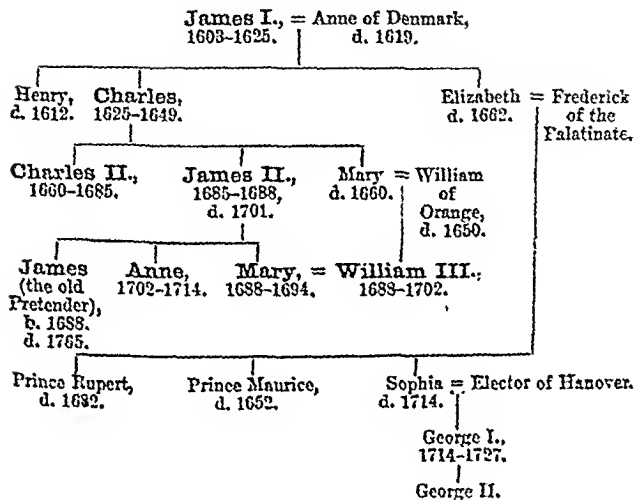 James I., = Anne of Denmark,
1603-1625. d. 1619.
Henry, Charles, Elizabeth = Frederick
d. 1612. 1625-1649. d. 1662. of the
Palatinate.
Charles II., James II., Mary = William
1660-1685. 1685-1688, d. 1660. of
d. 1701. Orange,
d. 1650.
James Anne, Mary, = William III.,
(the old 1702-1714. 1688-1694. 1688-1702.
Pretender),
b. 1688.
d. 1765.
Prince Rupert, Prince Maurice, Sophia = Elector of Hanover.
d. 1682. d. 1652. d. 1714.
George I.,
1714-1727.
George II.